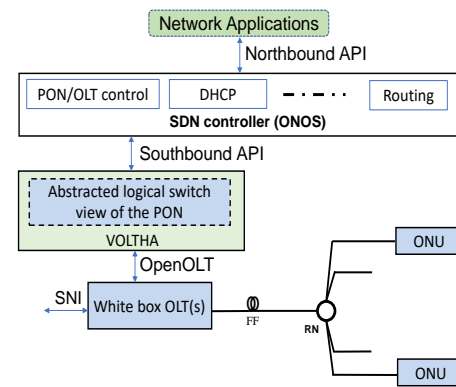 Network Applications
Northbound API
PON/OLT control
DHCP
Routing
SDN controller (ONOS)
Southbound API
Abstracted logical switch
view of the PON
VOLTHA
OpenOLT
ONU
SNI
White box OLT(s)
FF
RN
ONU